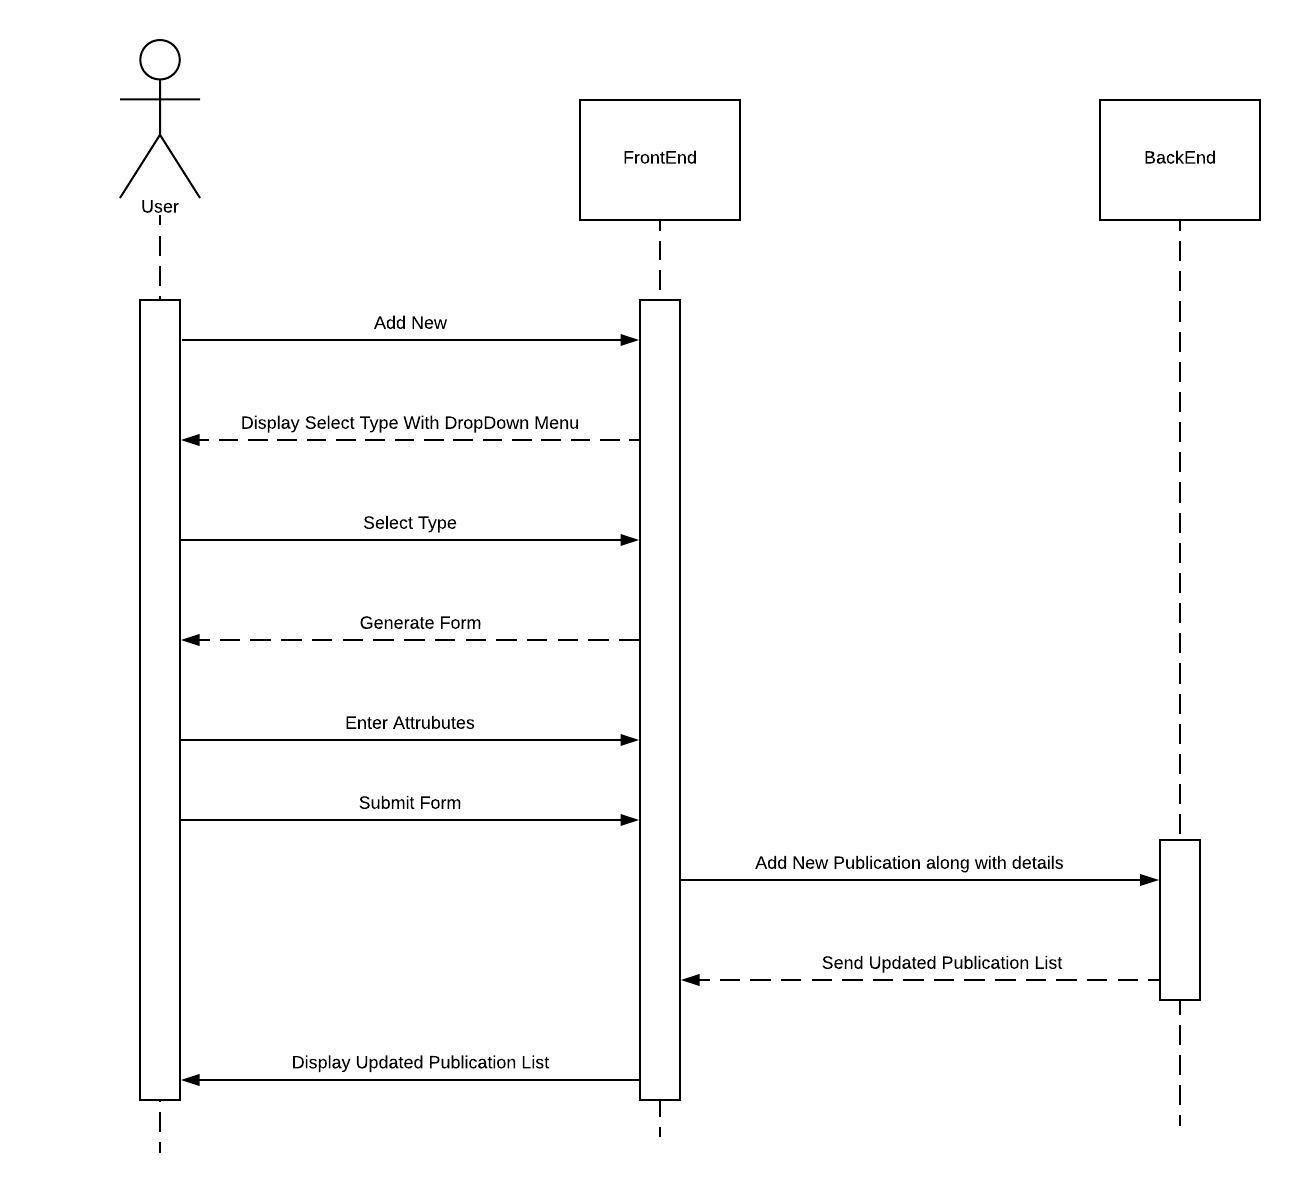 User
FrontEnd
BackEnd
Add New
Display Select Type With DropDown Menu
Select Type
Generate Form
Enter Attrubutes
Submit Form
Add New Publication along with details
Send Updated Publication List
Display Updated Publication List